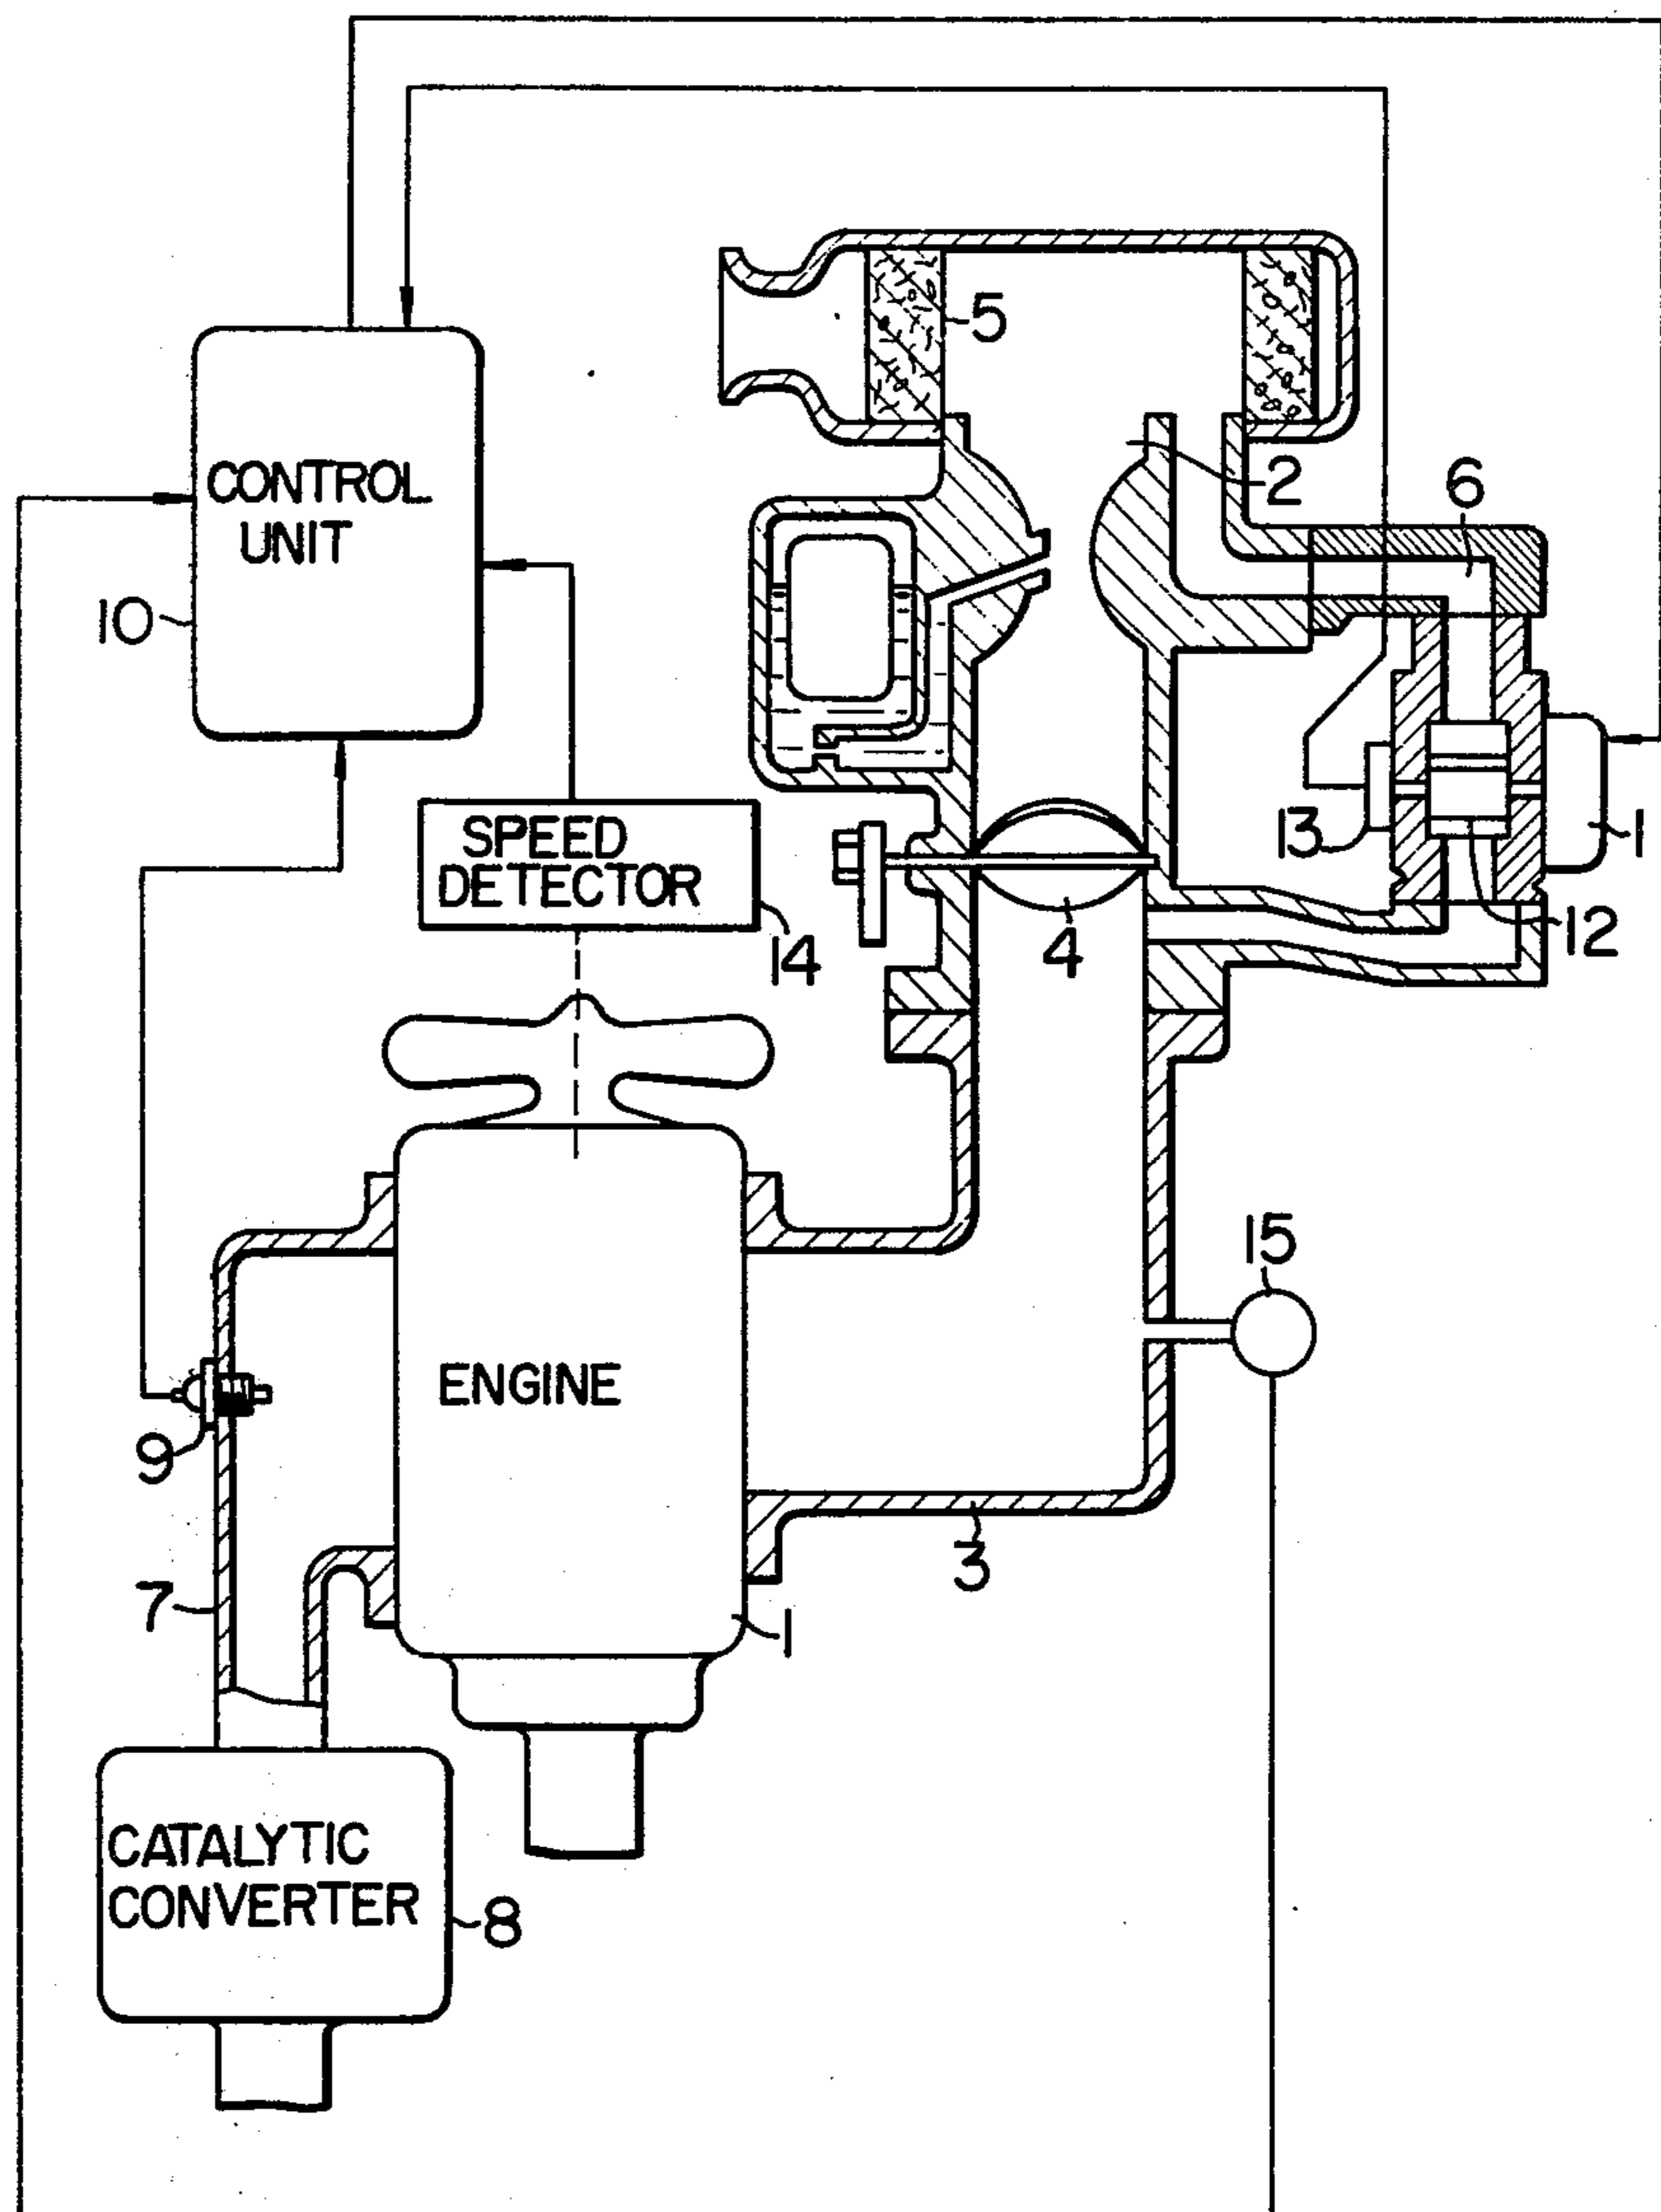 5
2
6
CONTROL
UNIT
10
SPEED
DETECTOR
14
13
1
12
4
15
ENGINE
9
3
7
1
CATALYTIC
CONVERTER
8